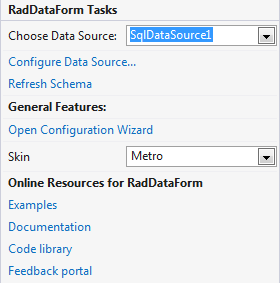 RadDataForm Tasks
Choose Data Source: SqlDataSource1
Configure Data Source...
Refresh Schema
General Features:
Open Configuration Wizard
Skin Metro
Online Resources for RadDataForm
Examples
Documentation
Code library
Feedback portal